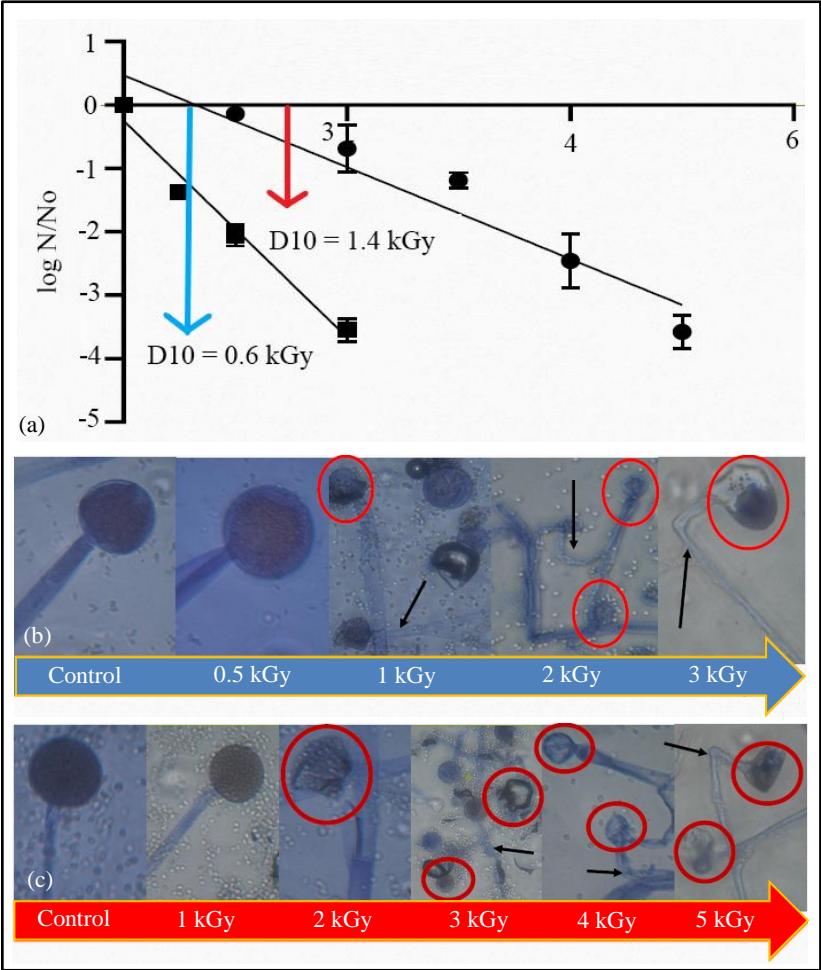 1
0
3
4
6
-1
-2
-3
-4
-5
log N/No
D10 = 1.4 kGy
D10 = 0.6 kGy
(a)
(b)
Control 0.5 kGy 1 kGy 2 kGy 3 kGy
(c)
Control 1 kGy 2 kGy 3 kGy 4 kGy 5 kGy